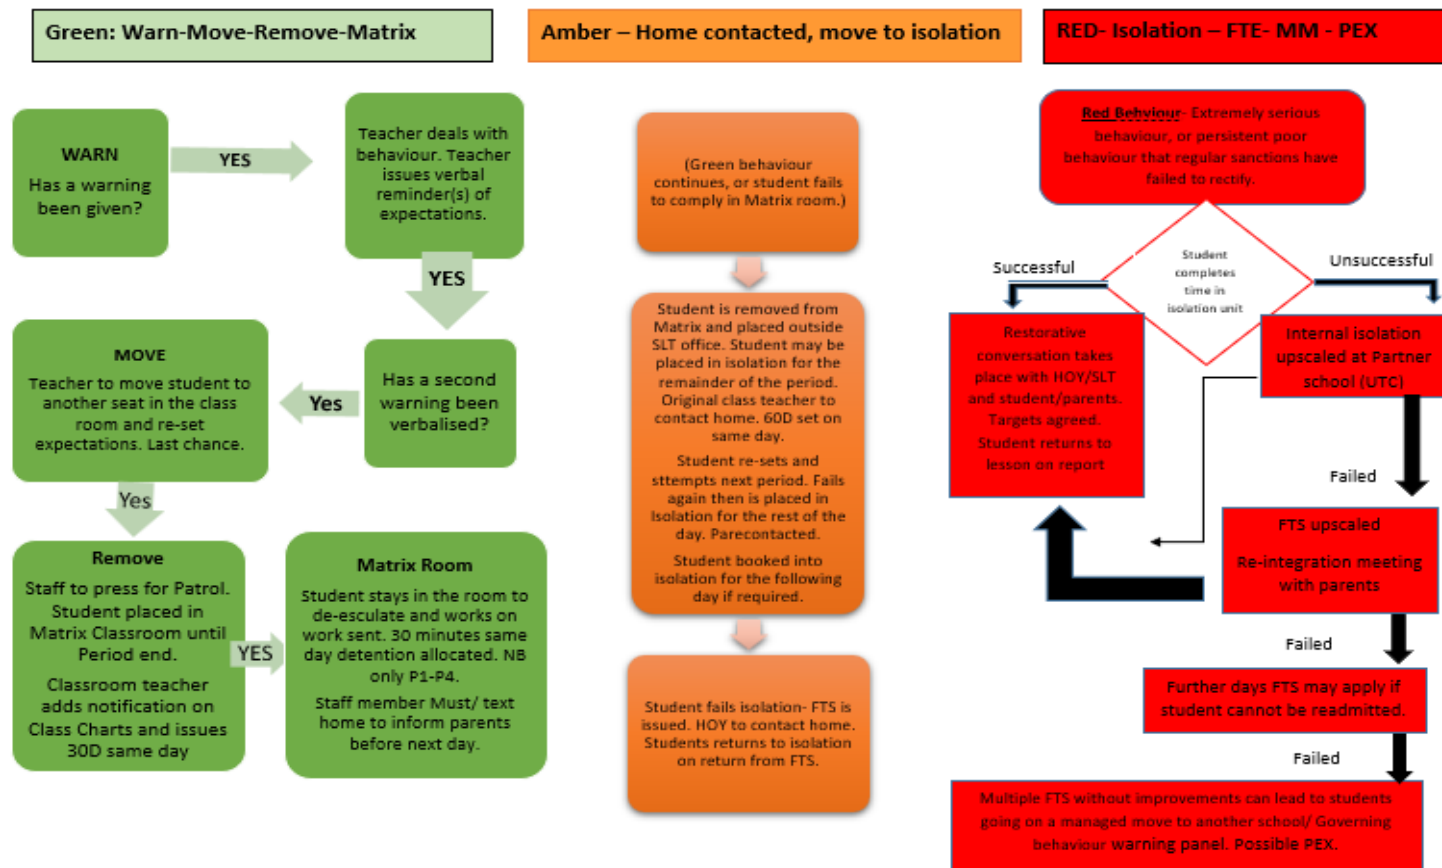 Green: Warn-Move-Remove-Matrix
WARN
Has a warning
been given?
YES
Teacher deals with
behaviour. Teacher
issues verbal
reminder(s) of
expectations.
YES
Has a second
warning been
verbalised?
Yes
MOVE
Teacher to move student to
another seat in the class
room and re-set
expectations. Last chance.
Yes
Remove
Staff to press for Patrol.
Student placed in
Matrix Classroom until
Period end.
Classroom teacher
adds notification on
Class Charts and issues
30D same day
YES
Matrix Room
Student stays in the room to
de-esculate and works on
work sent. 30 minutes same
day detention allocated. NB
only P1-P4.
Staff member Must/ text
home to inform parents
before next day.
Amber – Home contacted, move to isolation
(Green behaviour
continues, or student fails
to comply in Matrix room.)
Student is removed from
Matrix and placed outside
SLT office. Student may be
placed in isolation for the
remainder of the period.
Original class teacher to
contact home. 60D set on
same day.
Student re-sets and
sttempts next period. Fails
again then is placed in
Isolation for the rest of the
day. Parecontacted.
Student booked into
isolation for the following
day if required.
Student fails isolation- FTS is
issued. HOY to contact home.
Students returns to isolation
on return from FTS.
RED- Isolation – FTE- MM - PEX
Red Behviour- Extremely serious
behaviour, or persistent poor
behaviour that regular sanctions have
failed to rectify.
Student
completes
time in
isolation unit
Successful
Unsuccessful
Restorative
conversation takes
place with HOY/SLT
and student/parents.
Targets agreed.
Student returns to
lesson on report
Internal isolation
upscaled at Partner
school (UTC)
Failed
FTS upscaled
Re-integration meeting
with parents
Failed
Further days FTS may apply if
student cannot be readmitted.
Failed
Multiple FTS without improvements can lead to students
going on a managed move to another school/ Governing
behaviour warning panel. Possible PEX.